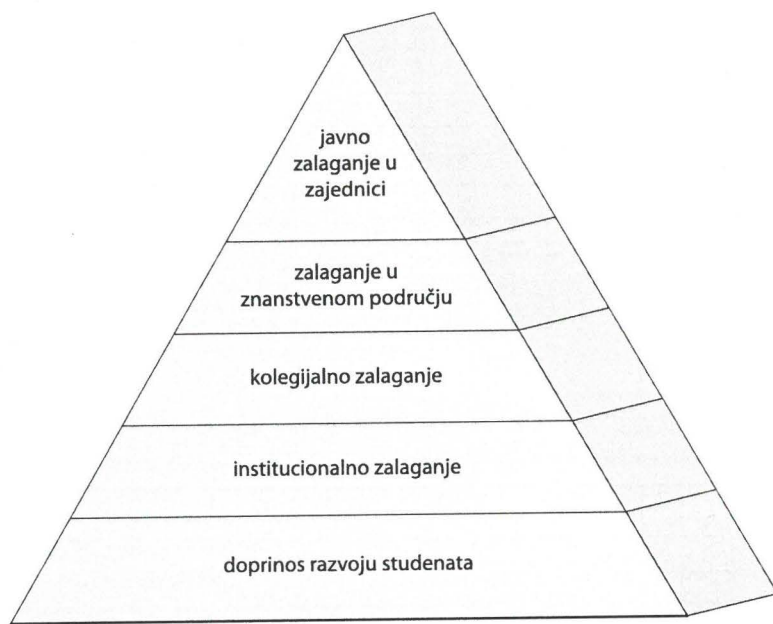 javno
zalaganje u
zajednici
zalaganje u
znanstvenom području
kolegijalno zalaganje
institucionalno zalaganje
doprinos razvoju studenata